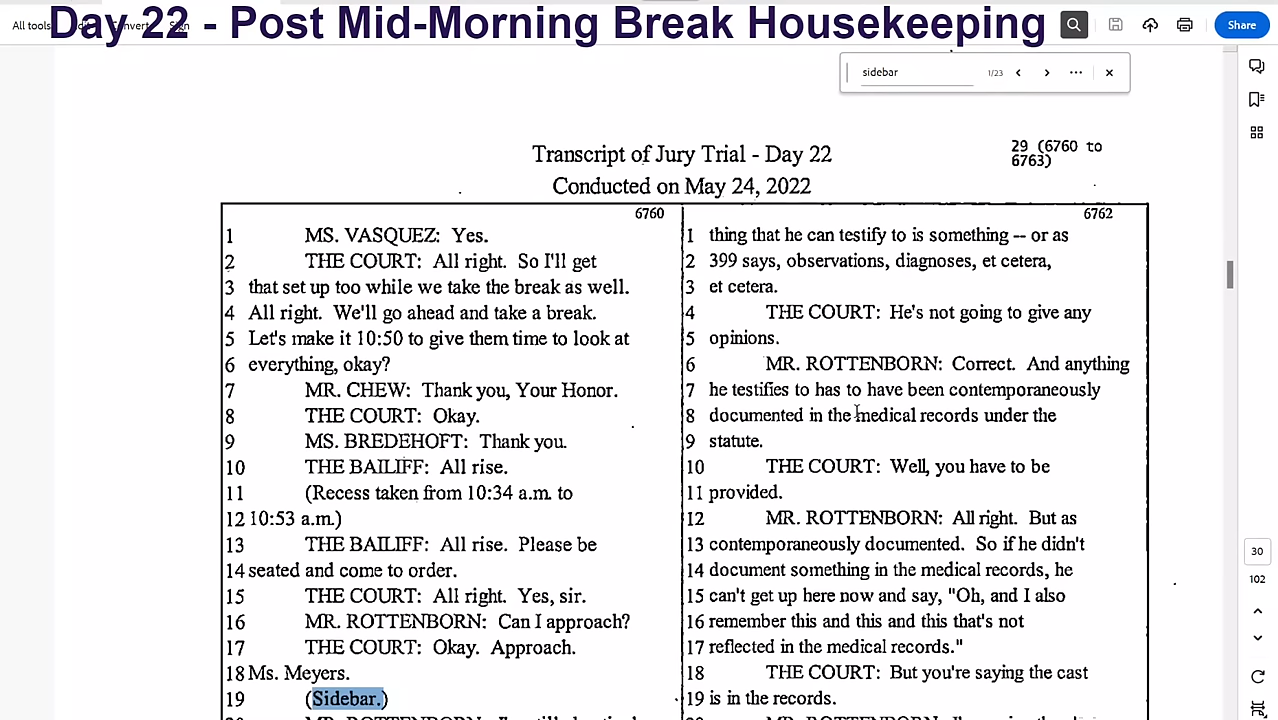 Day 22 - Post Mid-Morning Break Housekeeping
All tools
Convert
Sign
Share
sidebar
1/23
Transcript of Jury Trial - Day 22
29 (6760 to
6763)
Conducted on May 24, 2022
6760
1 MS. VASQUEZ: Yes.
2 THE COURT: All right. So I'll get
3 that set up too while we take the break as well.
4 All right. We'll go ahead and take a break.
5 Let's make it 10:50 to give them time to look at
6 everything, okay?
7 MR. CHEW: Thank you, Your Honor.
8 THE COURT: Okay.
9 MS. BREDEHOFT: Thank you.
10 THE BAILIFF: All rise.
11 (Recess taken from 10:34 a.m. to
12 10:53 a.m.)
13 THE BAILIFF: All rise. Please be
14 seated and come to order.
15 THE COURT: All right. Yes, sir.
16 MR. ROTTENBORN: Can I approach?
17 THE COURT: Okay. Approach.
18 Ms. Meyers.
19 (Sidebar.)
6762
1 thing that he can testify to is something -- or as
2 399 says, observations, diagnoses, et cetera,
3 et cetera.
4 THE COURT: He's not going to give any
5 opinions.
6 MR. ROTTENBORN: Correct. And anything
7 he testifies to has to have been contemporaneously
8 documented in the medical records under the
9 statute.
10 THE COURT: Well, you have to be
11 provided.
12 MR. ROTTENBORN: All right. But as
13 contemporaneously documented. So if he didn't
14 document something in the medical records, he
15 can't get up here now and say, "Oh, and I also
16 remember this and this and this that's not
17 reflected in the medical records."
18 THE COURT: But you're saying the cast
19 is in the records.
30
102